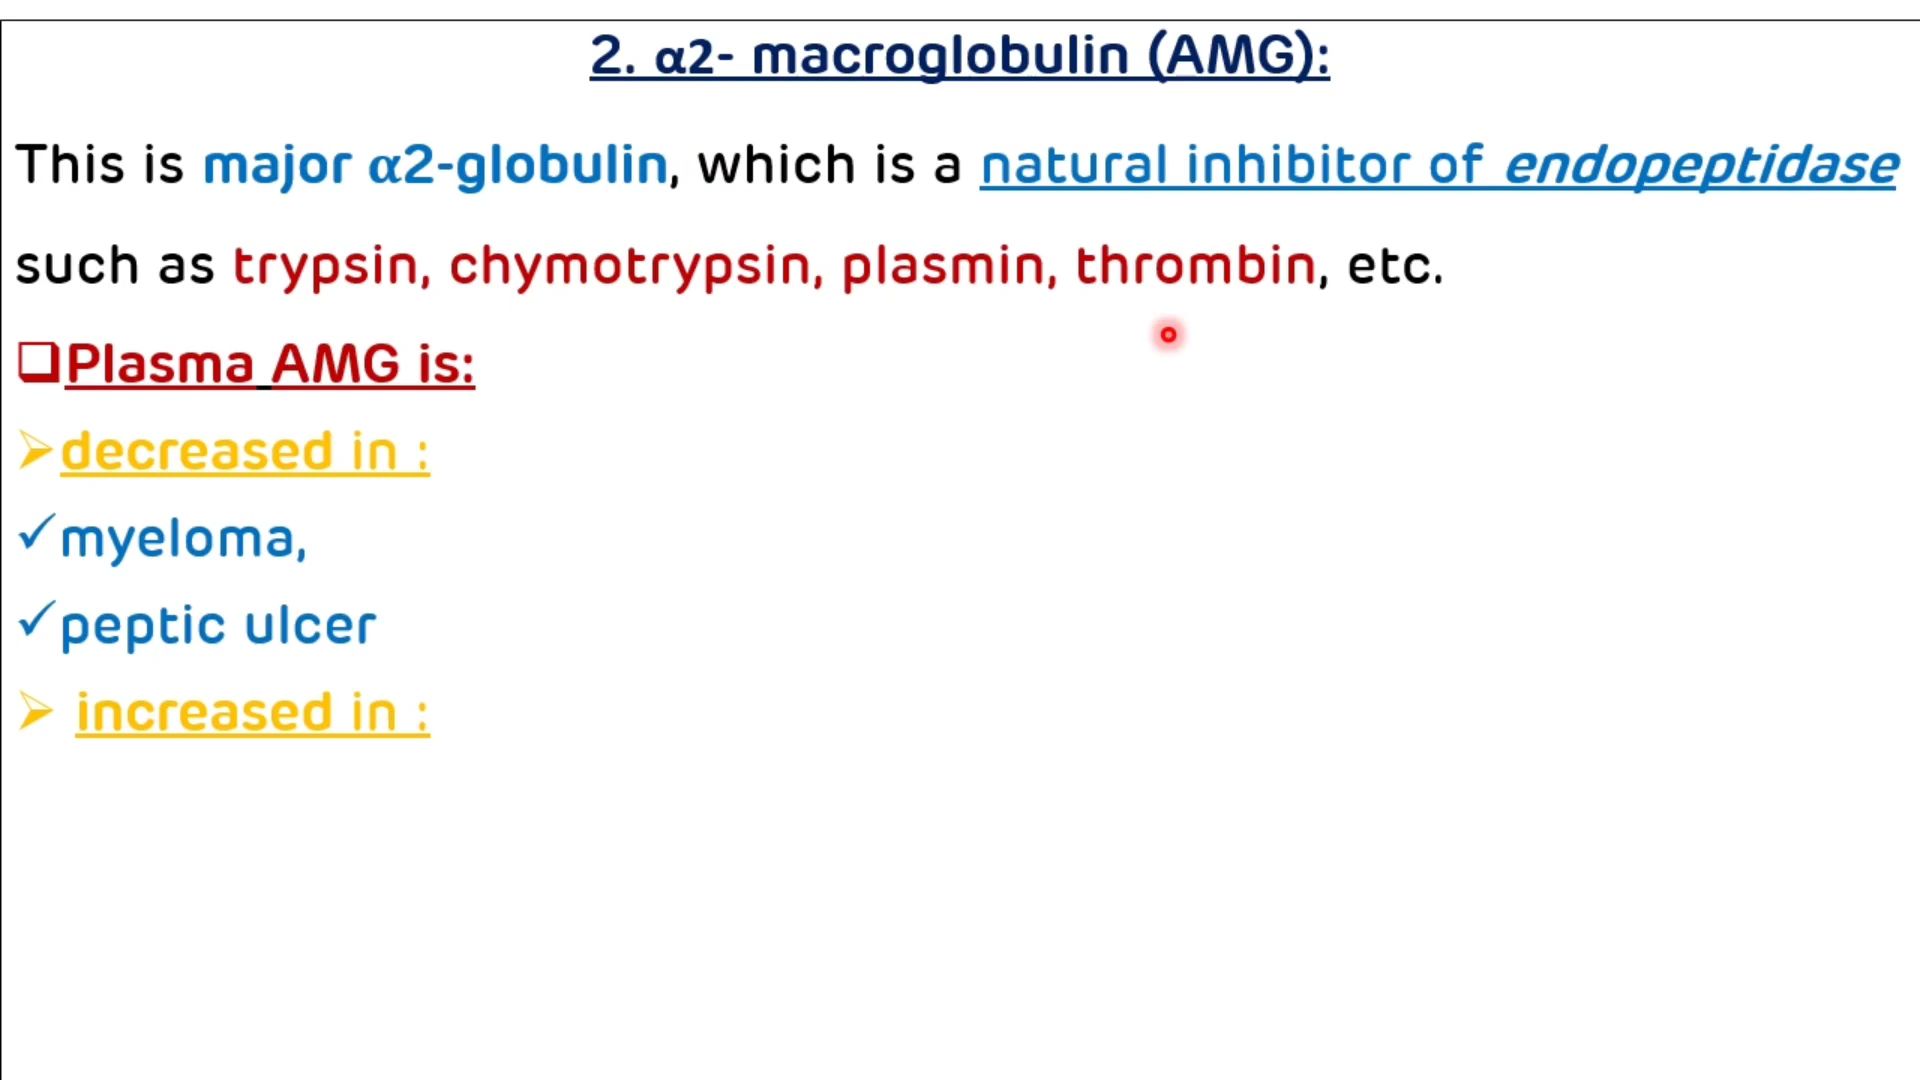 2. α2- macroglobulin (AMG):
This is major α2-globulin, which is a natural inhibitor of endopeptidase
such as trypsin, chymotrypsin, plasmin, thrombin, etc.
❑Plasma AMG is:
➢decreased in :
✓myeloma,
✓peptic ulcer
➢ increased in :